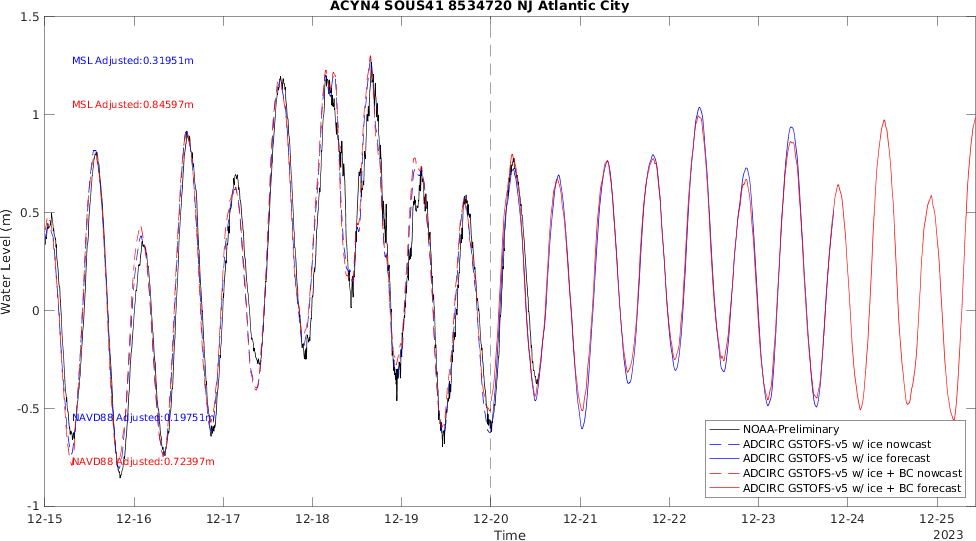 ACYN4 SOUS41 8534720 NJ Atlantic City
1.5
MSL Adjusted:0.31951m
MSL Adjusted:0.84597m
1
0.5
Water Level (m)
0
-0.5
NAVD88 Adjusted:0.19751m
NAVD88 Adjusted:0.72397m
-1
NOAA-Preliminary
ADCIRC GSTOFS-v5 w/ ice nowcast
ADCIRC GSTOFS-v5 w/ ice forecast
ADCIRC GSTOFS-v5 w/ ice + BC nowcast
ADCIRC GSTOFS-v5 w/ ice + BC forecast
12-15 12-16 12-17 12-18 12-19 12-20 12-21 12-22 12-23 12-24 12-25
Time
2023